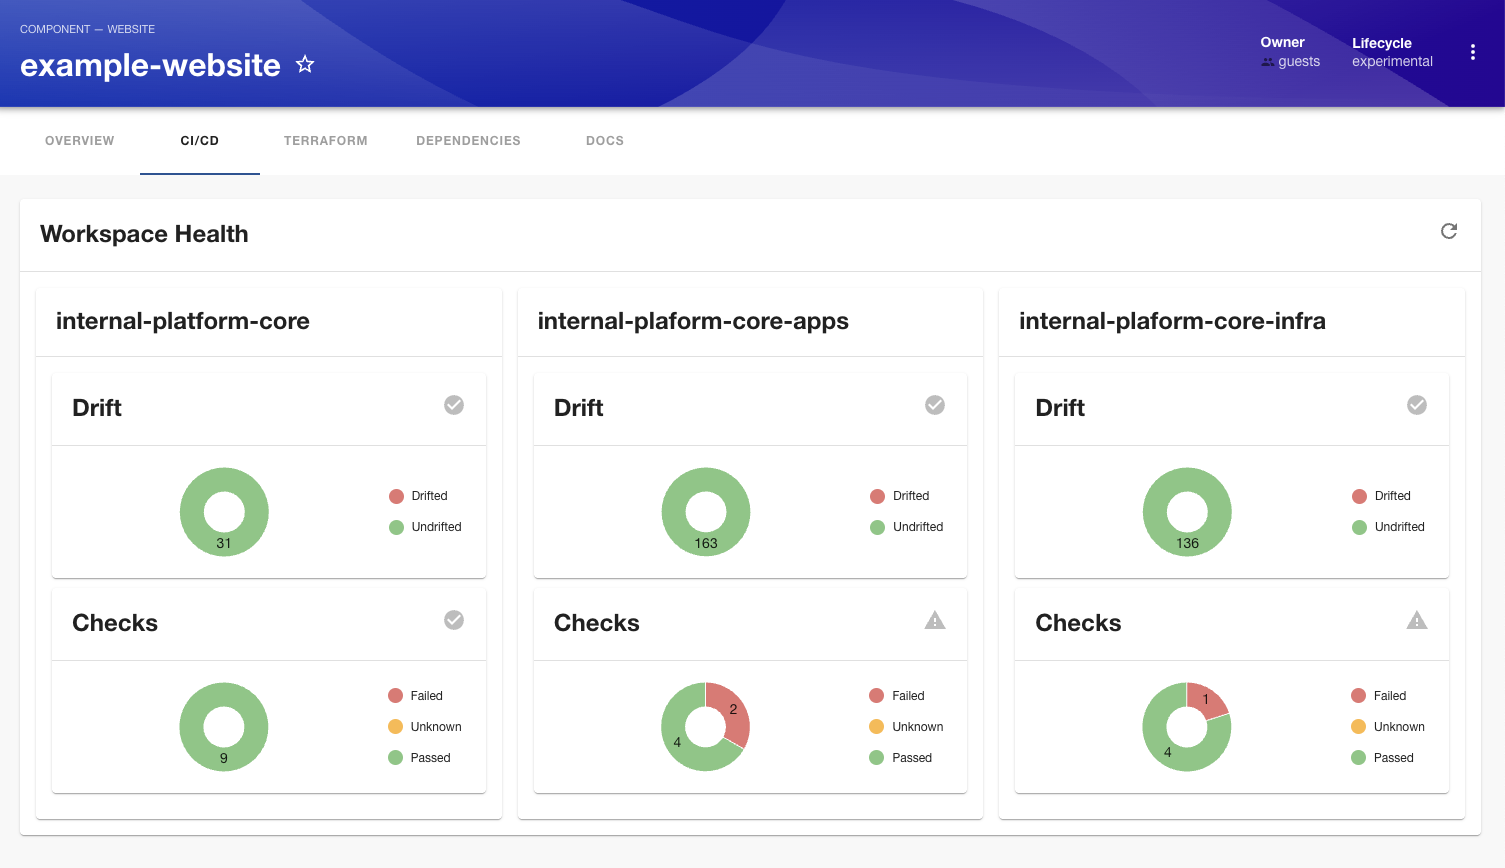 COMPONENT — WEBSITE
example-website
Owner
guests
Lifecycle
experimental
OVERVIEW
CI/CD
TERRAFORM
DEPENDENCIES
DOCS
Workspace Health
internal-platform-core
Drift
31
Drifted
Undrifted
Checks
9
Failed
Unknown
Passed
internal-plaform-core-apps
Drift
163
Drifted
Undrifted
Checks
2
4
Failed
Unknown
Passed
internal-plaform-core-infra
Drift
136
Drifted
Undrifted
Checks
1
4
Failed
Unknown
Passed